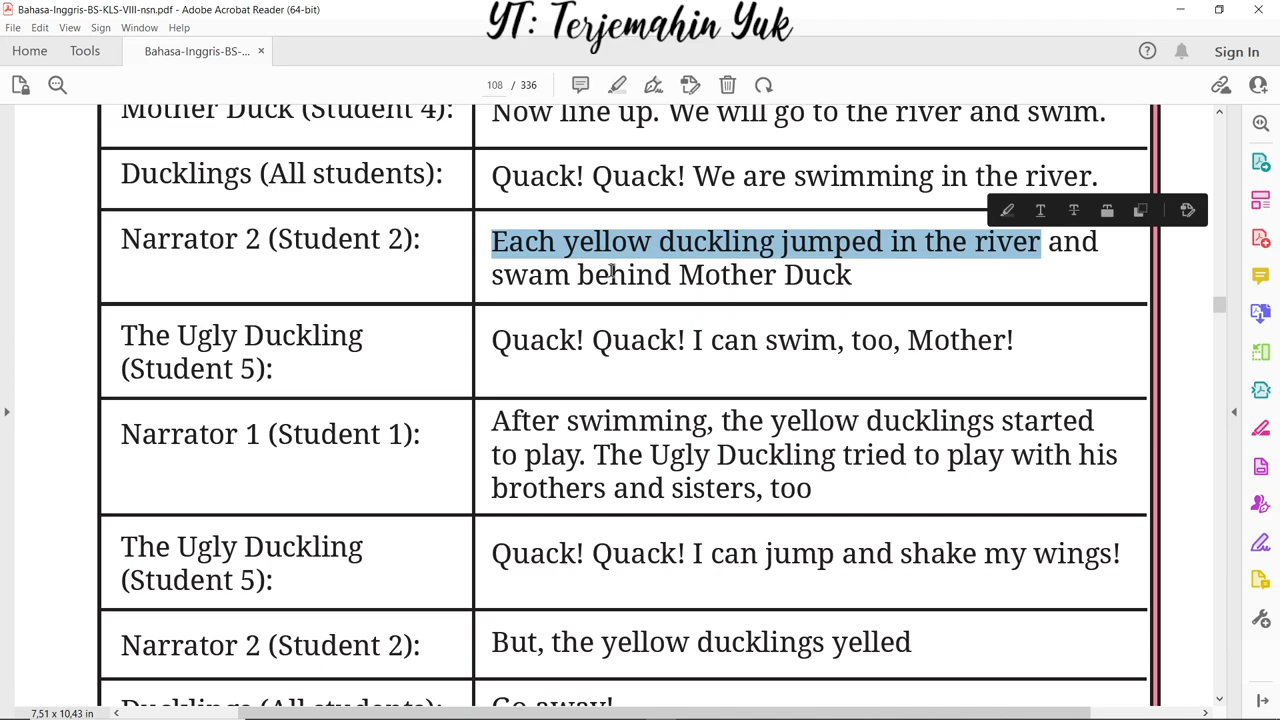 Bahasa-Inggris-BS-KLS-VIII-nsn.pdf - Adobe Acrobat Reader (64-bit)
YT: Terjemahin Yuk
File Edit View Sign Window Help
Home Tools Bahasa-Inggris-BS-... × Sign In
108 / 336
Mother Duck (Student 4): Now line up. We will go to the river and swim.
Ducklings (All students): Quack! Quack! We are swimming in the river.
Narrator 2 (Student 2): Each yellow duckling jumped in the river and
swam behind Mother Duck
The Ugly Duckling
(Student 5):
Quack! Quack! I can swim, too, Mother!
Narrator 1 (Student 1): After swimming, the yellow ducklings started
to play. The Ugly Duckling tried to play with his
brothers and sisters, too
The Ugly Duckling
(Student 5):
Quack! Quack! I can jump and shake my wings!
Narrator 2 (Student 2): But, the yellow ducklings yelled
Ducklings (All students): Go away!
7,51 x 10,43 in